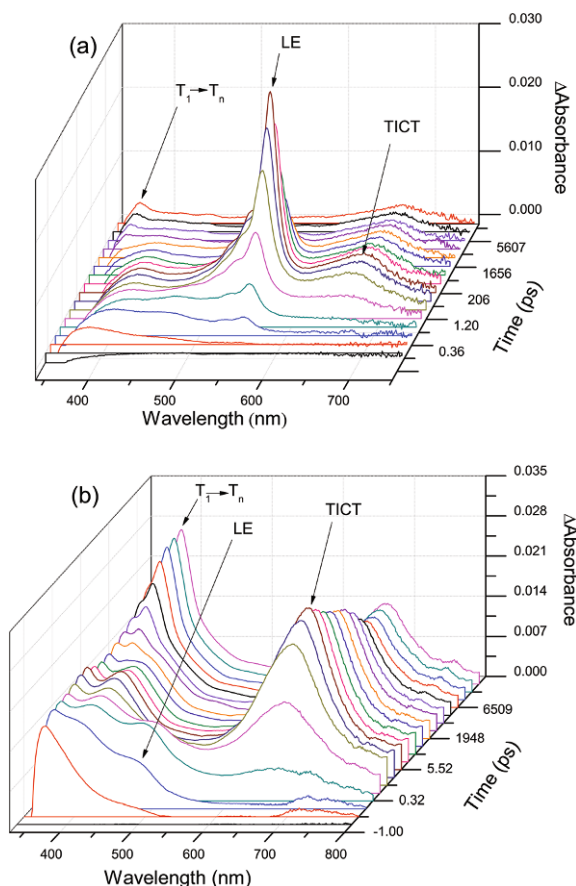 (a)
LE
T1→Tn
TICT
0.030
0.020
0.010
0.000
ΔAbsorbance
5607
1656
206
1.20
0.36
Time (ps)
400 500 600 700
Wavelength (nm)
(b)
T1→Tn
LE
TICT
0.035
0.028
0.021
0.014
0.007
0.000
ΔAbsorbance
6509
1948
5.52
0.32
-1.00
Time (ps)
400 500 600 700 800
Wavelength (nm)